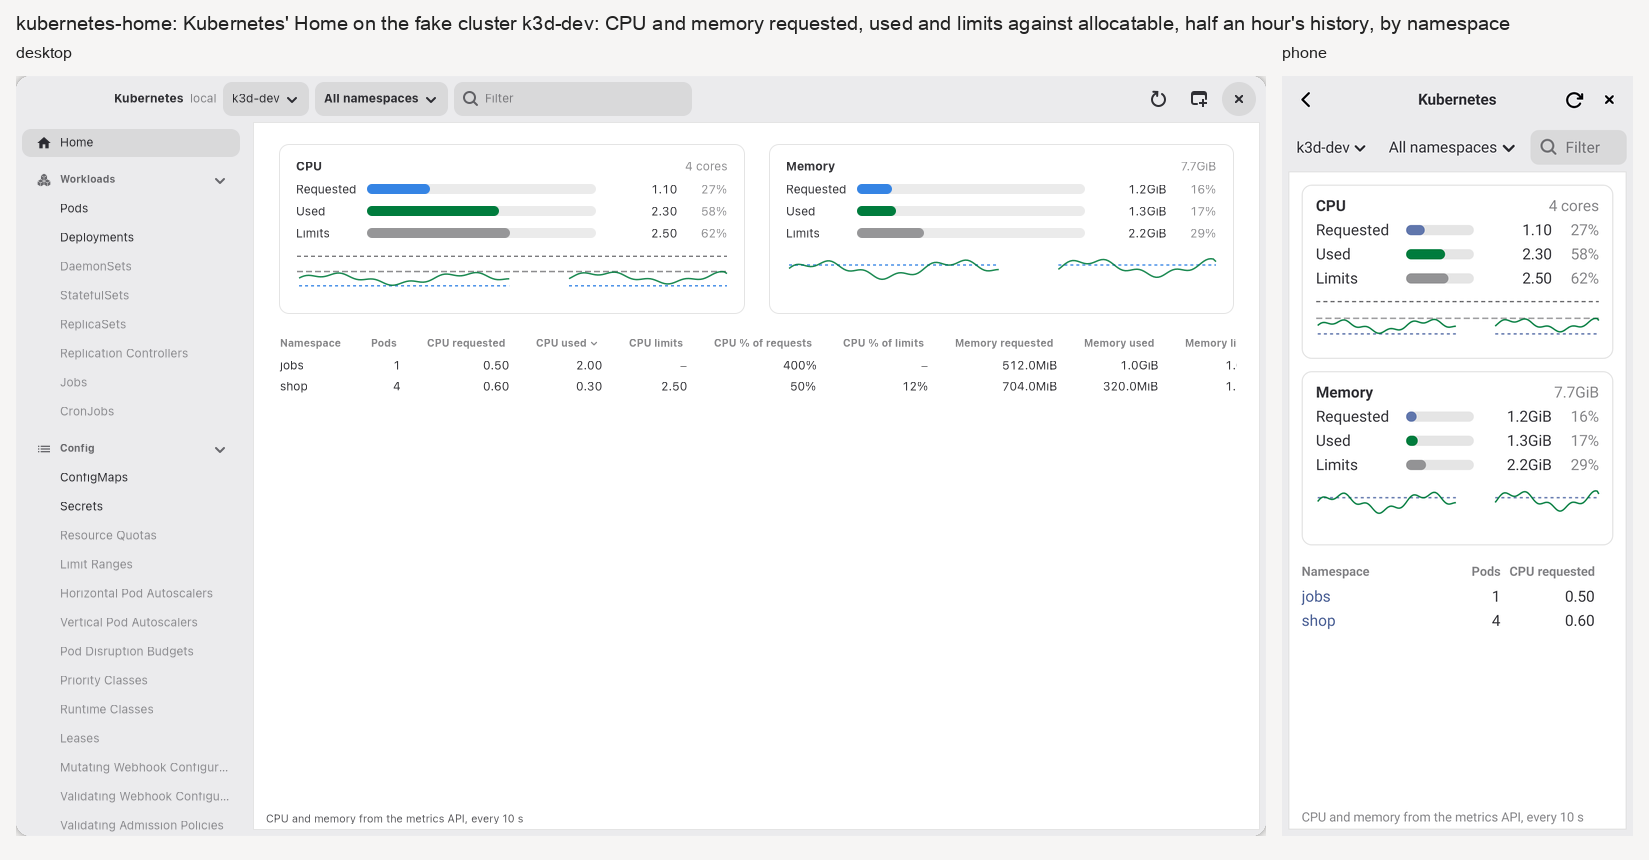 kubernetes-home: Kubernetes' Home on the fake cluster k3d-dev: CPU and memory requested, used and limits against allocatable, half an hour's history, by namespace
desktop
Kubernetes local k3d-dev All namespaces Filter
Home
Workloads
Pods
Deployments
DaemonSets
StatefulSets
ReplicaSets
Replication Controllers
Jobs
CronJobs
Config
ConfigMaps
Secrets
Resource Quotas
Limit Ranges
Horizontal Pod Autoscalers
Vertical Pod Autoscalers
Pod Disruption Budgets
Priority Classes
Runtime Classes
Leases
Mutating Webhook Configur...
Validating Webhook Configu...
Validating Admission Policies
CPU 4 cores
Requested 1.10 27%
Used 2.30 58%
Limits 2.50 62%
Memory 7.7GiB
Requested 1.2GiB 16%
Used 1.3GiB 17%
Limits 2.2GiB 29%
Namespace Pods CPU requested CPU used CPU limits CPU % of requests CPU % of limits Memory requested Memory used Memory li
jobs 1 0.50 2.00 – 400% – 512.0MiB 1.0GiB 1.
shop 4 0.60 0.30 2.50 50% 12% 704.0MiB 320.0MiB 1.
CPU and memory from the metrics API, every 10 s
phone
Kubernetes
k3d-dev All namespaces Filter
CPU 4 cores
Requested 1.10 27%
Used 2.30 58%
Limits 2.50 62%
Memory 7.7GiB
Requested 1.2GiB 16%
Used 1.3GiB 17%
Limits 2.2GiB 29%
Namespace Pods CPU requested
jobs 1 0.50
shop 4 0.60
CPU and memory from the metrics API, every 10 s